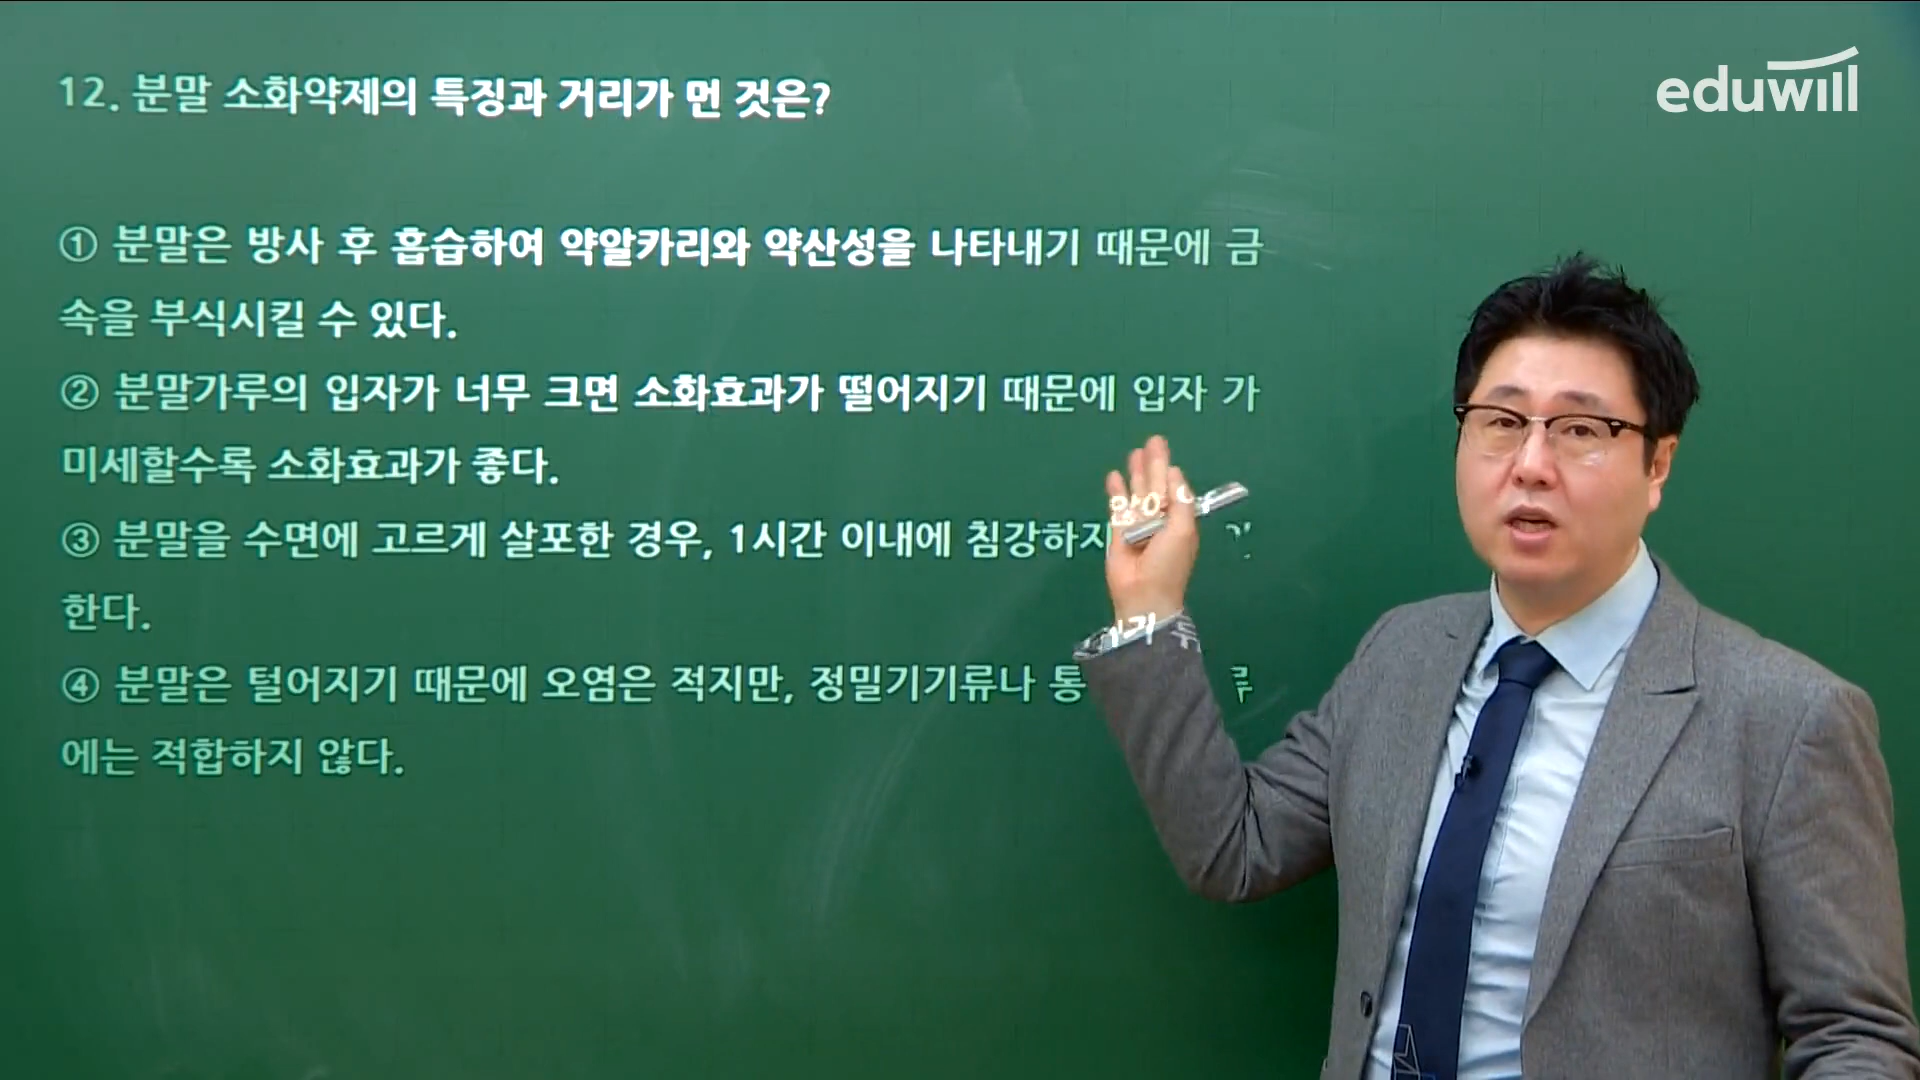 eduwill
12. 분말 소화약제의 특징과 거리가 먼 것은?
① 분말은 방사 후 흡습하여 약알카리와 약산성을 나타내기 때문에 금
속을 부식시킬 수 있다.
② 분말가루의 입자가 너무 크면 소화효과가 떨어지기 때문에 입자 가
미세할수록 소화효과가 좋다.
③ 분말을 수면에 고르게 살포한 경우, 1시간 이내에 침강하지
한다.
④ 분말은 털어지기 때문에 오염은 적지만, 정밀기기류나 통
에는 적합하지 않다.